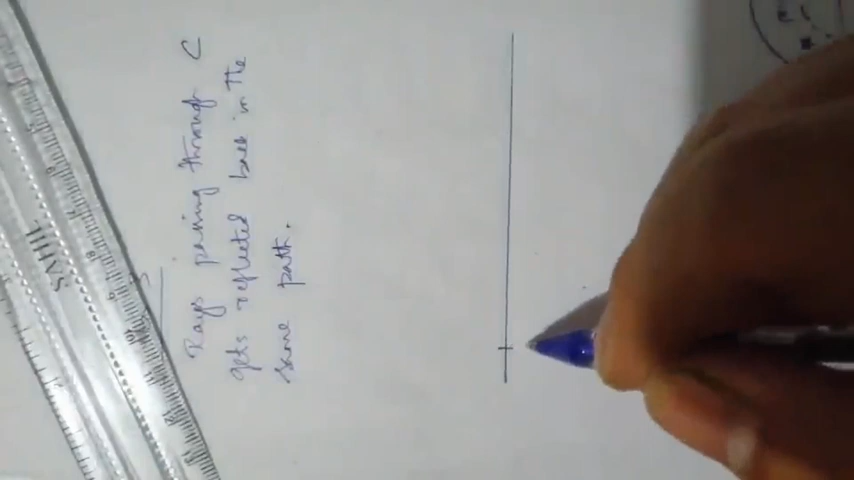 Rays passing through C
gets reflected back in the
same path.